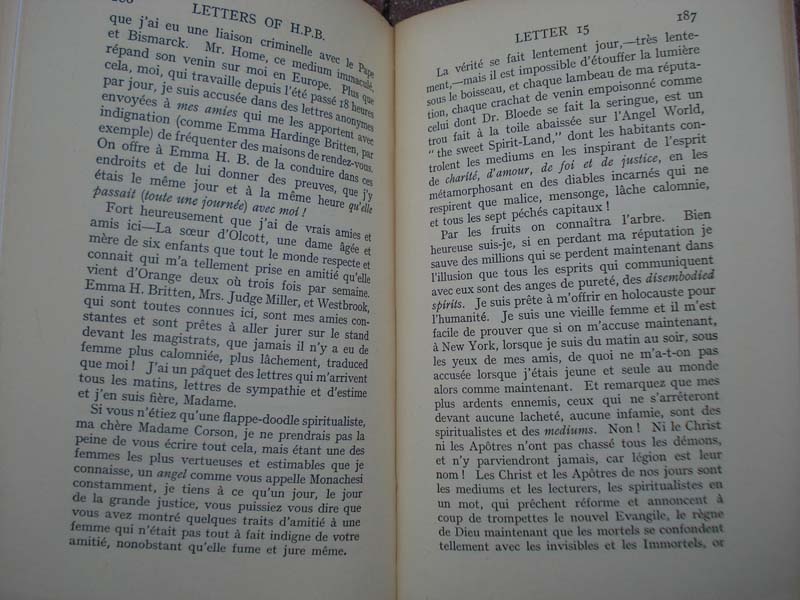 LETTERS OF H.P.B.
que j'ai eu une liaison criminelle avec le Pape
et Bismarck. Mr. Home, ce medium immaculé,
répand son venin sur moi en Europe. Plus que
cela, moi, qui travaille depuis l'été passé 18 heures
par jour, je suis accusée dans des lettres anonymes
envoyées à mes amies qui me les apportent avec
indignation (comme Emma Hardinge Britten, par
exemple) de fréquenter des maisons de rendez-vous.
On offre à Emma H. B. de la conduire dans ces
endroits et de lui donner des preuves, que j'y
étais le même jour et à la même heure qu'elle
passait (toute une journée) avec moi !
Fort heureusement que j'ai de vrais amies et
amis ici—La sœur d'Olcott, une dame âgée et
mère de six enfants que tout le monde respecte et
connait qui m'a tellement prise en amitié qu'elle
vient d'Orange deux où trois fois par semaine.
Emma H. Britten, Mrs. Judge Miller, et Westbrook,
qui sont toutes connues ici, sont mes amies con-
stantes et sont prêtes à aller jurer sur le stand
devant les magistrats, que jamais il n'y a eu de
femme plus calomniée, plus lâchement, traduced
que moi ! J'ai un pâquet des lettres qui m'arrivent
tous les matins, lettres de sympathie et d'estime
et j'en suis fière, Madame.
Si vous n'étiez qu'une flappe-doodle spiritualiste,
ma chère Madame Corson, je ne prendrais pas la
peine de vous écrire tout cela, mais étant une des
femmes les plus vertueuses et estimables que je
connaisse, un angel comme vous appelle Monachesi
constamment, je tiens à ce qu'un jour, le jour
de la grande justice, vous puissiez vous dire que
vous avez montré quelques traits d'amitié à une
femme qui n'était pas tout à fait indigne de votre
amitié, nonobstant qu'elle fume et jure même.
LETTER 15
187
La vérité se fait lentement jour,—très lente-
ment,—mais il est impossible d'étouffer la lumière
sous le boisseau, et chaque lambeau de ma réputa-
tion, chaque crachat de venin empoisonné comme
celui dont Dr. Bloede se fait la seringue, est un
trou fait à la toile abaissée sur l'Angel World,
" the sweet Spirit-Land," dont les habitants con-
trolent les mediums en les inspirant de l'esprit
de charité, d'amour, de foi et de justice, en les
métamorphosant en des diables incarnés qui ne
respirent que malice, mensonge, lâche calomnie,
et tous les sept péchés capitaux !
Par les fruits on connaîtra l'arbre. Bien
heureuse suis-je, si en perdant ma réputation je
sauve des millions qui se perdent maintenant dans
l'illusion que tous les esprits qui communiquent
avec eux sont des anges de pureté, des disembodied
spirits. Je suis prête à m'offrir en holocauste pour
l'humanité. Je suis une vieille femme et il m'est
facile de prouver que si on m'accuse maintenant,
à New York, lorsque je suis du matin au soir, sous
les yeux de mes amis, de quoi ne m'a-t-on pas
accusée lorsque j'étais jeune et seule au monde
alors comme maintenant. Et remarquez que mes
plus ardents ennemis, ceux qui ne s'arrêteront
devant aucune lacheté, aucune infamie, sont des
spiritualistes et des mediums. Non ! Ni le Christ
ni les Apôtres n'ont pas chassé tous les démons,
et n'y parviendront jamais, car légion est leur
nom ! Les Christ et les Apôtres de nos jours sont
les mediums et les lecturers, les spiritualistes en
un mot, qui prêchent réforme et annoncent à
coup de trompettes le nouvel Evangile, le règne
de Dieu maintenant que les mortels se confondent
tellement avec les invisibles et les Immortels, or